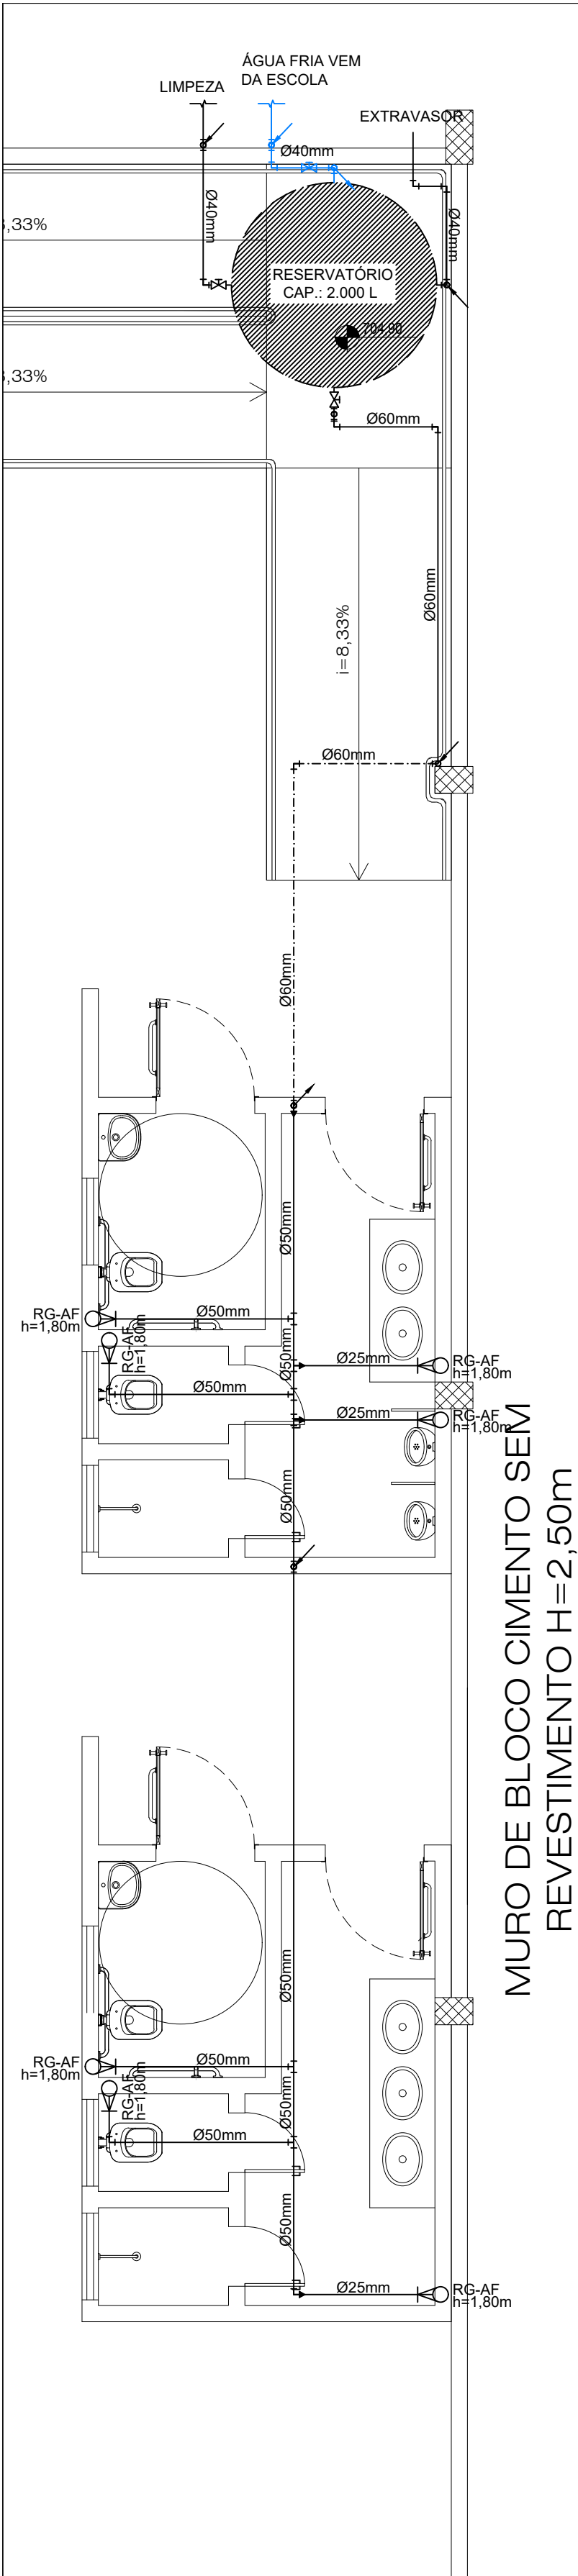 ÁGUA FRIA VEM
DA ESCOLA
LIMPEZA
EXTRAVASOR
Ø40mm
Ø40mm
Ø40mm
,33%
RESERVATÓRIO
CAP.: 2.000 L
704,90
,33%
Ø60mm
Ø60mm
i=8,33%
Ø60mm
Ø60mm
Ø50mm
Ø50mm
RG-AF
h=1,80m
RG-AF
h=1,80m
Ø50mm
Ø25mm
RG-AF
h=1,80m
Ø50mm
Ø25mm
RG-AF
h=1,80m
Ø50mm
MURO DE BLOCO CIMENTO SEM
REVESTIMENTO H=2,50m
Ø50mm
Ø50mm
RG-AF
h=1,80m
RG-AF
h=1,80m
Ø50mm
Ø50mm
Ø50mm
Ø25mm
RG-AF
h=1,80m